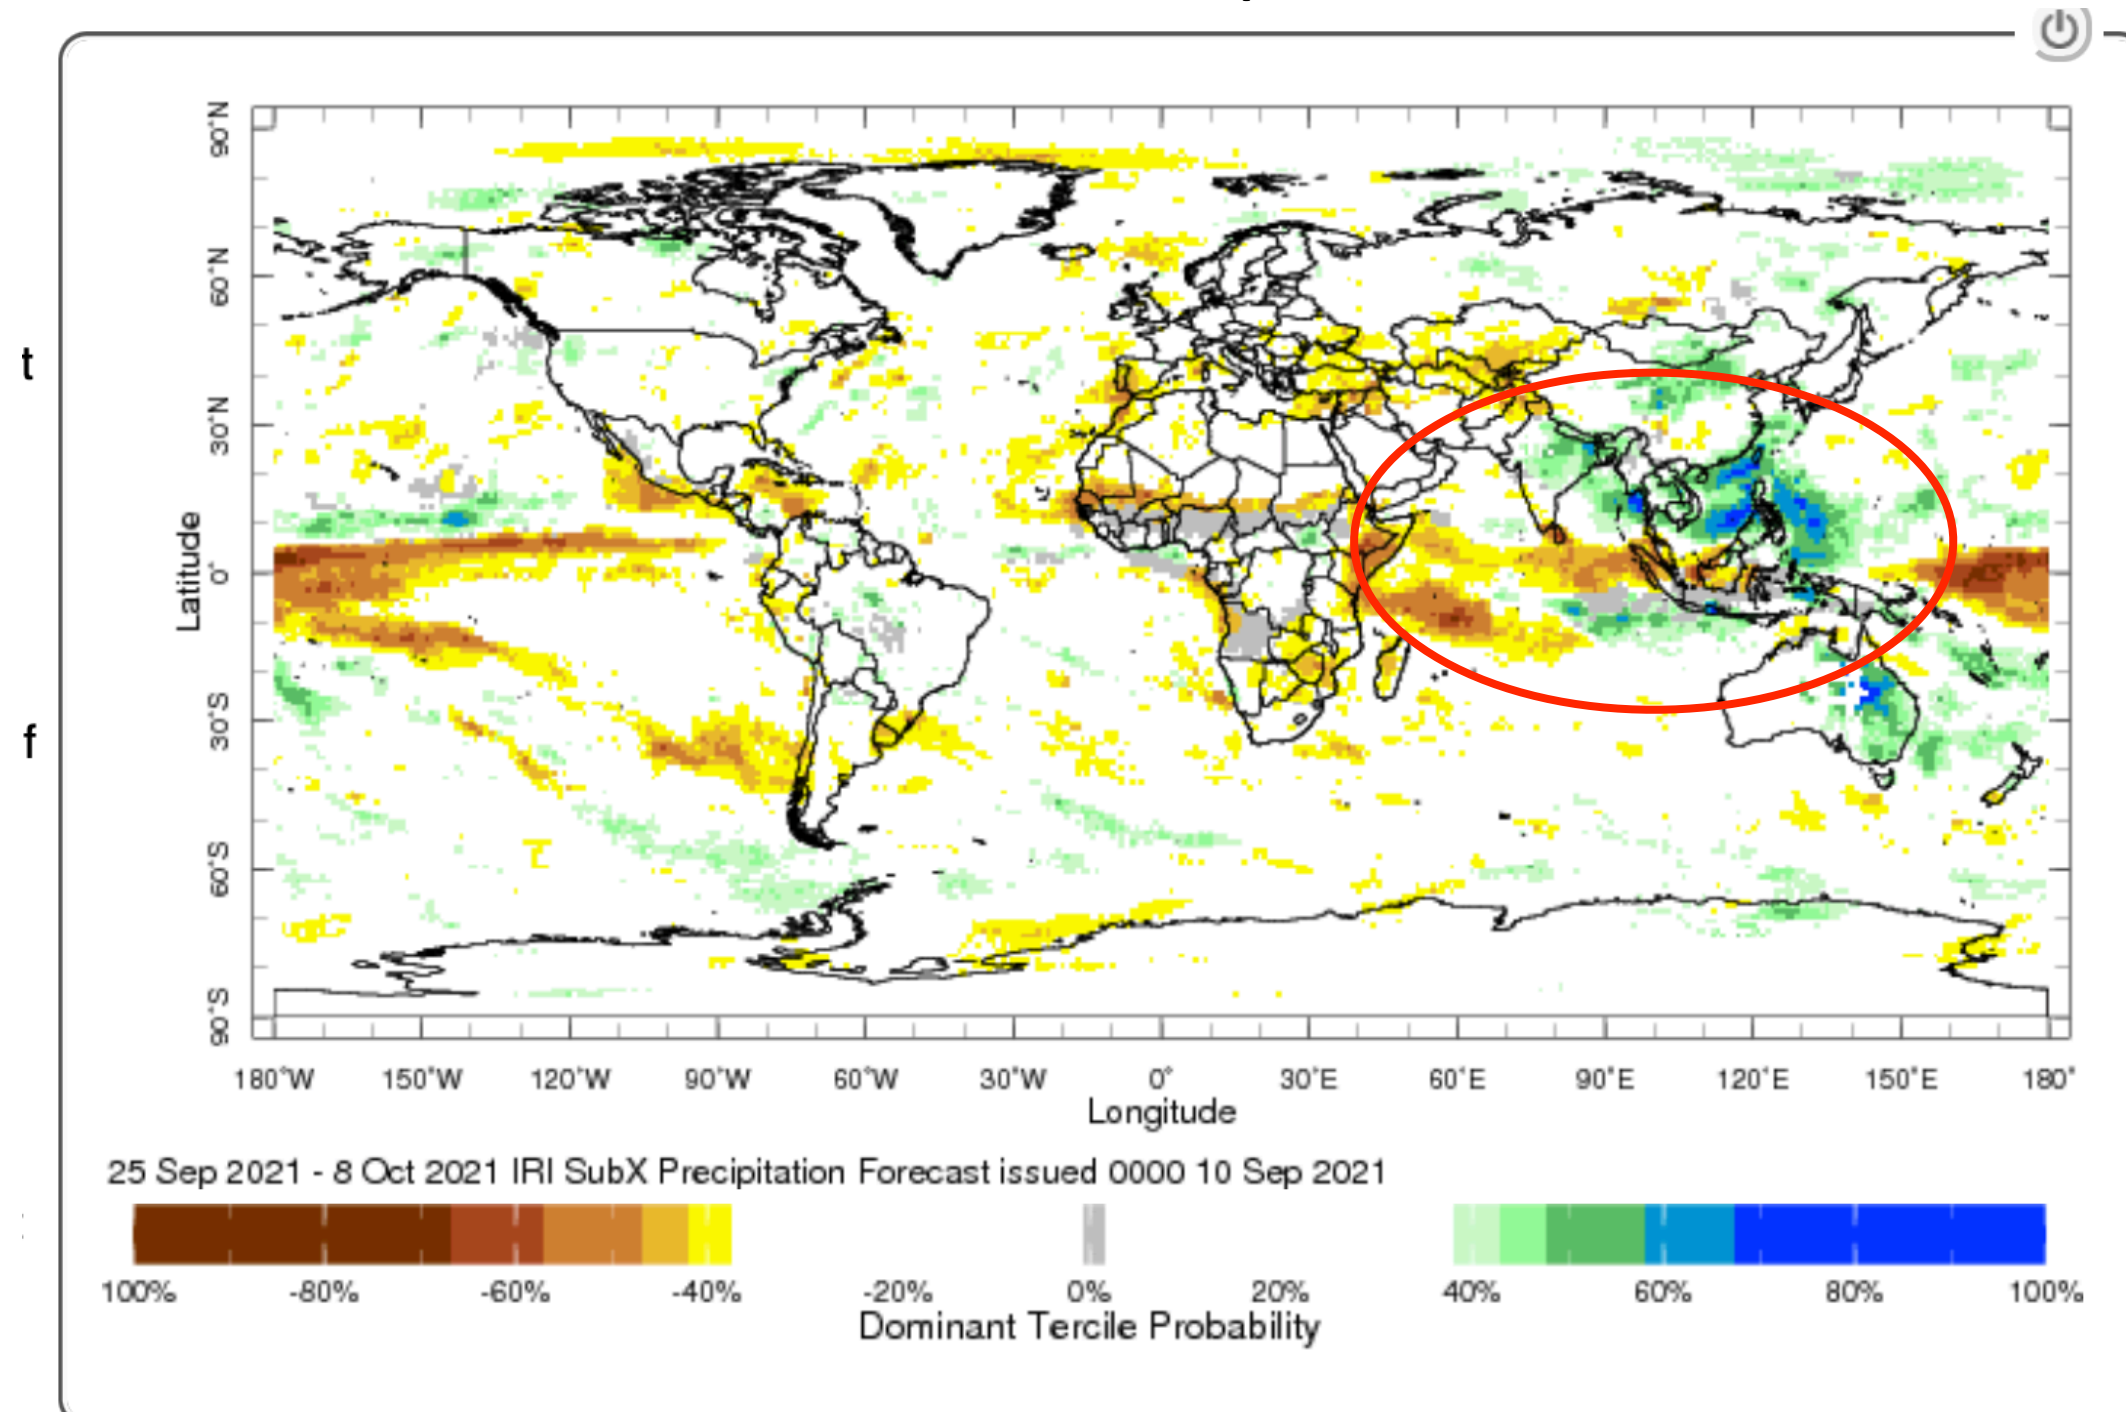 t
f
90°N
60°N
30°N
0°
30°S
60°S
90°S
Latitude
180°W 150°W 120°W 90°W 60°W 30°W 0° 30°E 60°E 90°E 120°E 150°E 180°
Longitude
25 Sep 2021 - 8 Oct 2021 IRI SubX Precipitation Forecast issued 0000 10 Sep 2021
100% -80% -60% -40% -20% 0% 20% 40% 60% 80% 100%
Dominant Tercile Probability